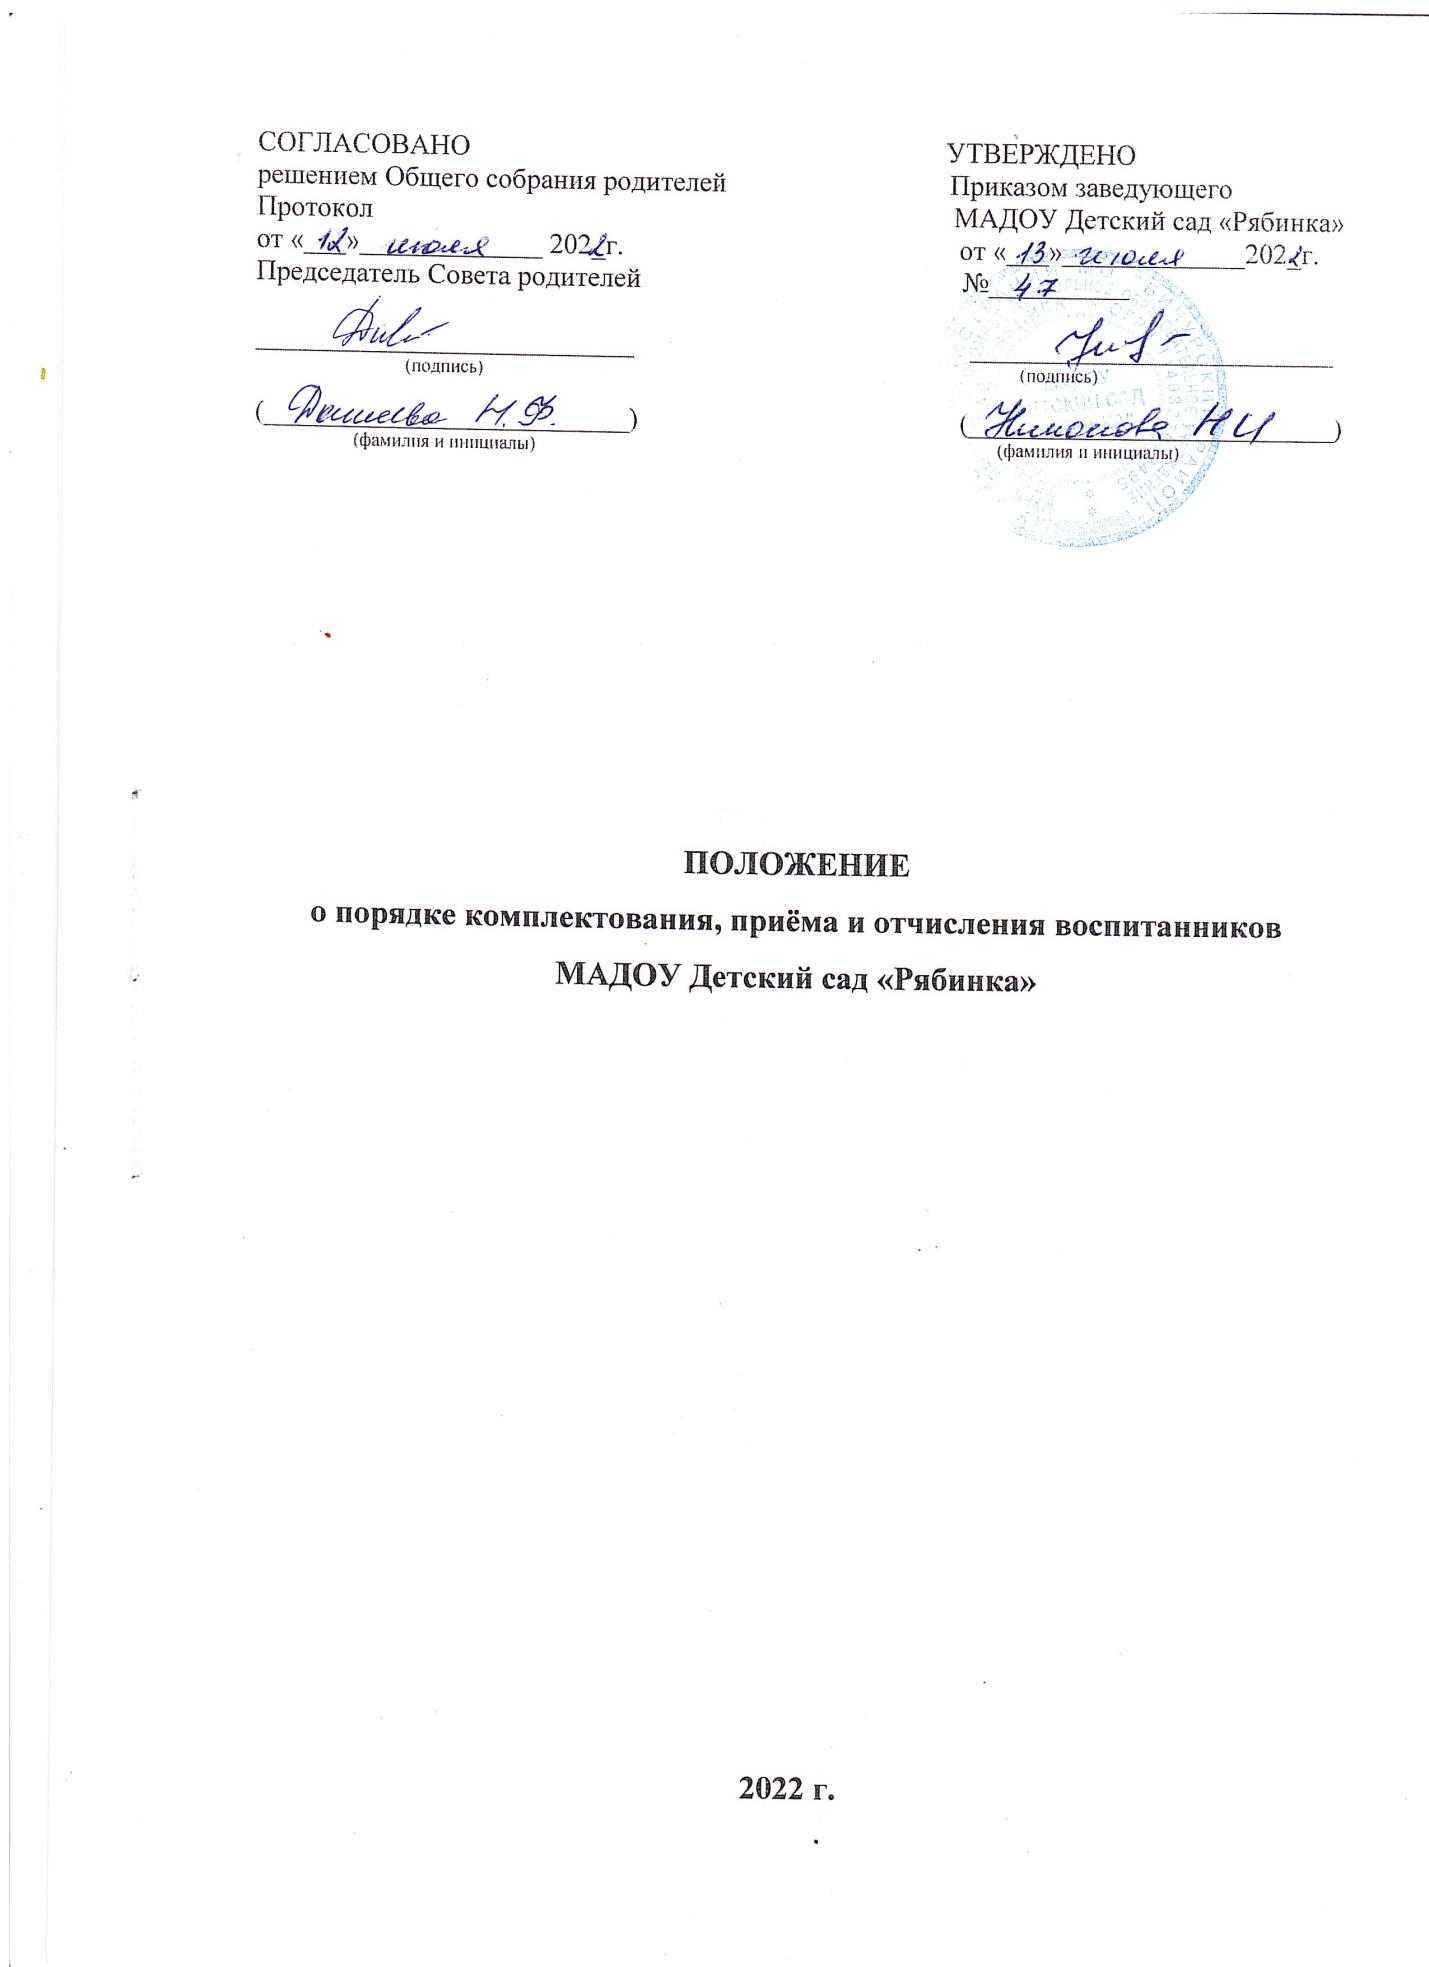 СОГЛАСОВАНО
решением Общего собрания родителей
Протокол
от «12» июля 2022г.
Председатель Совета родителей
(подпись)
( Н.Ф. )
(фамилия и инициалы)
УТВЕРЖДЕНО
Приказом заведующего
МАДОУ Детский сад «Рябинка»
от «13» июля 2022г.
№ 47
(подпись)
( Н И )
(фамилия и инициалы)
ПОЛОЖЕНИЕ
о порядке комплектования, приёма и отчисления воспитанников
МАДОУ Детский сад «Рябинка»
2022 г.